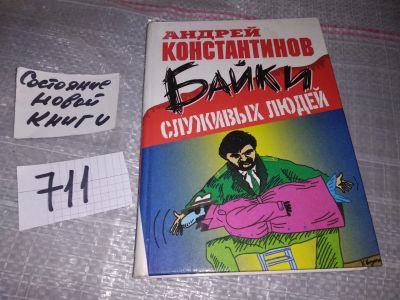 АНДРЕЙ
КОНСТАНТИНОВ
БАЙКИ
СЛУЖИВЫХ ЛЮДЕЙ
Состояние
новой
книги
711